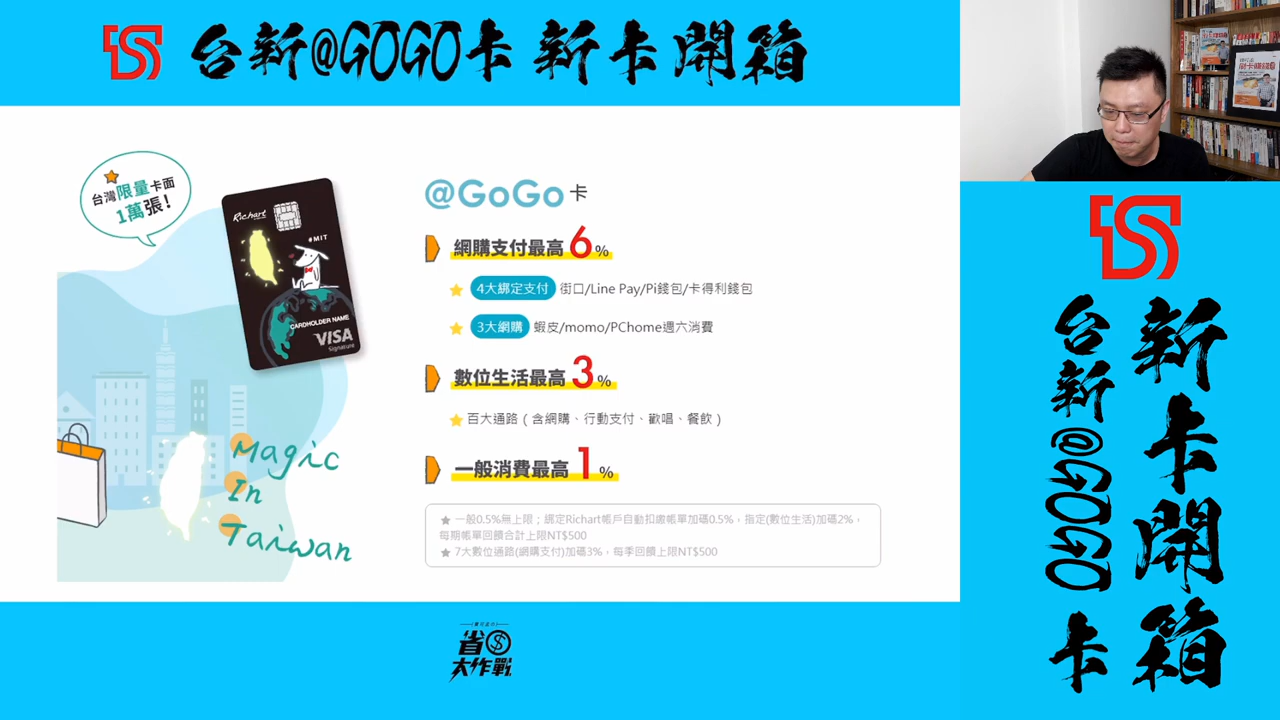 台新@GOGO卡 新卡開箱
台灣限量卡面
1萬張!
Richart
#MIT
CARDHOLDER NAME
VISA
Signature
Magic
In
Taiwan
@GoGo卡
網購支付最高6%
4大綁定支付 街口/Line Pay/Pi錢包/卡得利錢包
3大網購 蝦皮/momo/PChome週六消費
數位生活最高3%
百大通路(含網購、行動支付、歡唱、餐飲)
一般消費最高1%
一般0.5%無上限;綁定Richart帳戶自動扣繳帳單加碼0.5%,指定(數位生活)加碼2%,
每期帳單回饋合計上限NT$500
7大數位通路(網購支付)加碼3%,每季回饋上限NT$500
省
大作戰
新卡開箱
台新@GOGO卡